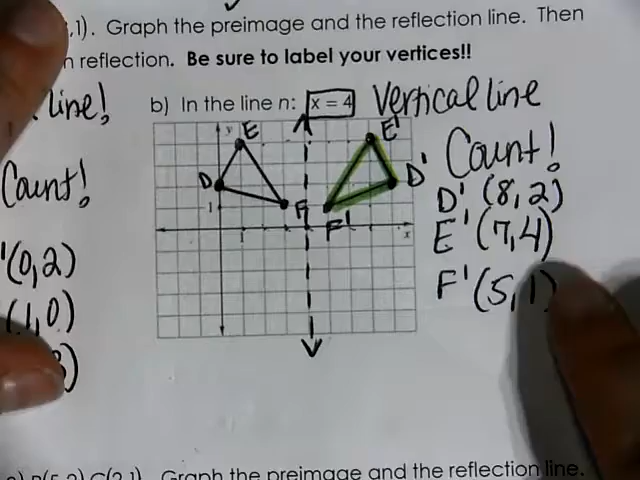 ,1). Graph the preimage and the reflection line. Then
n reflection. Be sure to label your vertices!!
line!
b) In the line n: x = 4 Vertical line
Count!
Count!
y
E
E'
D
D'
F
F'
1
1
x
D' (8,2)
E' (7,4)
F' (5,1)
'(0,2)
(1,0)
)
Graph the preimage and the reflection line.